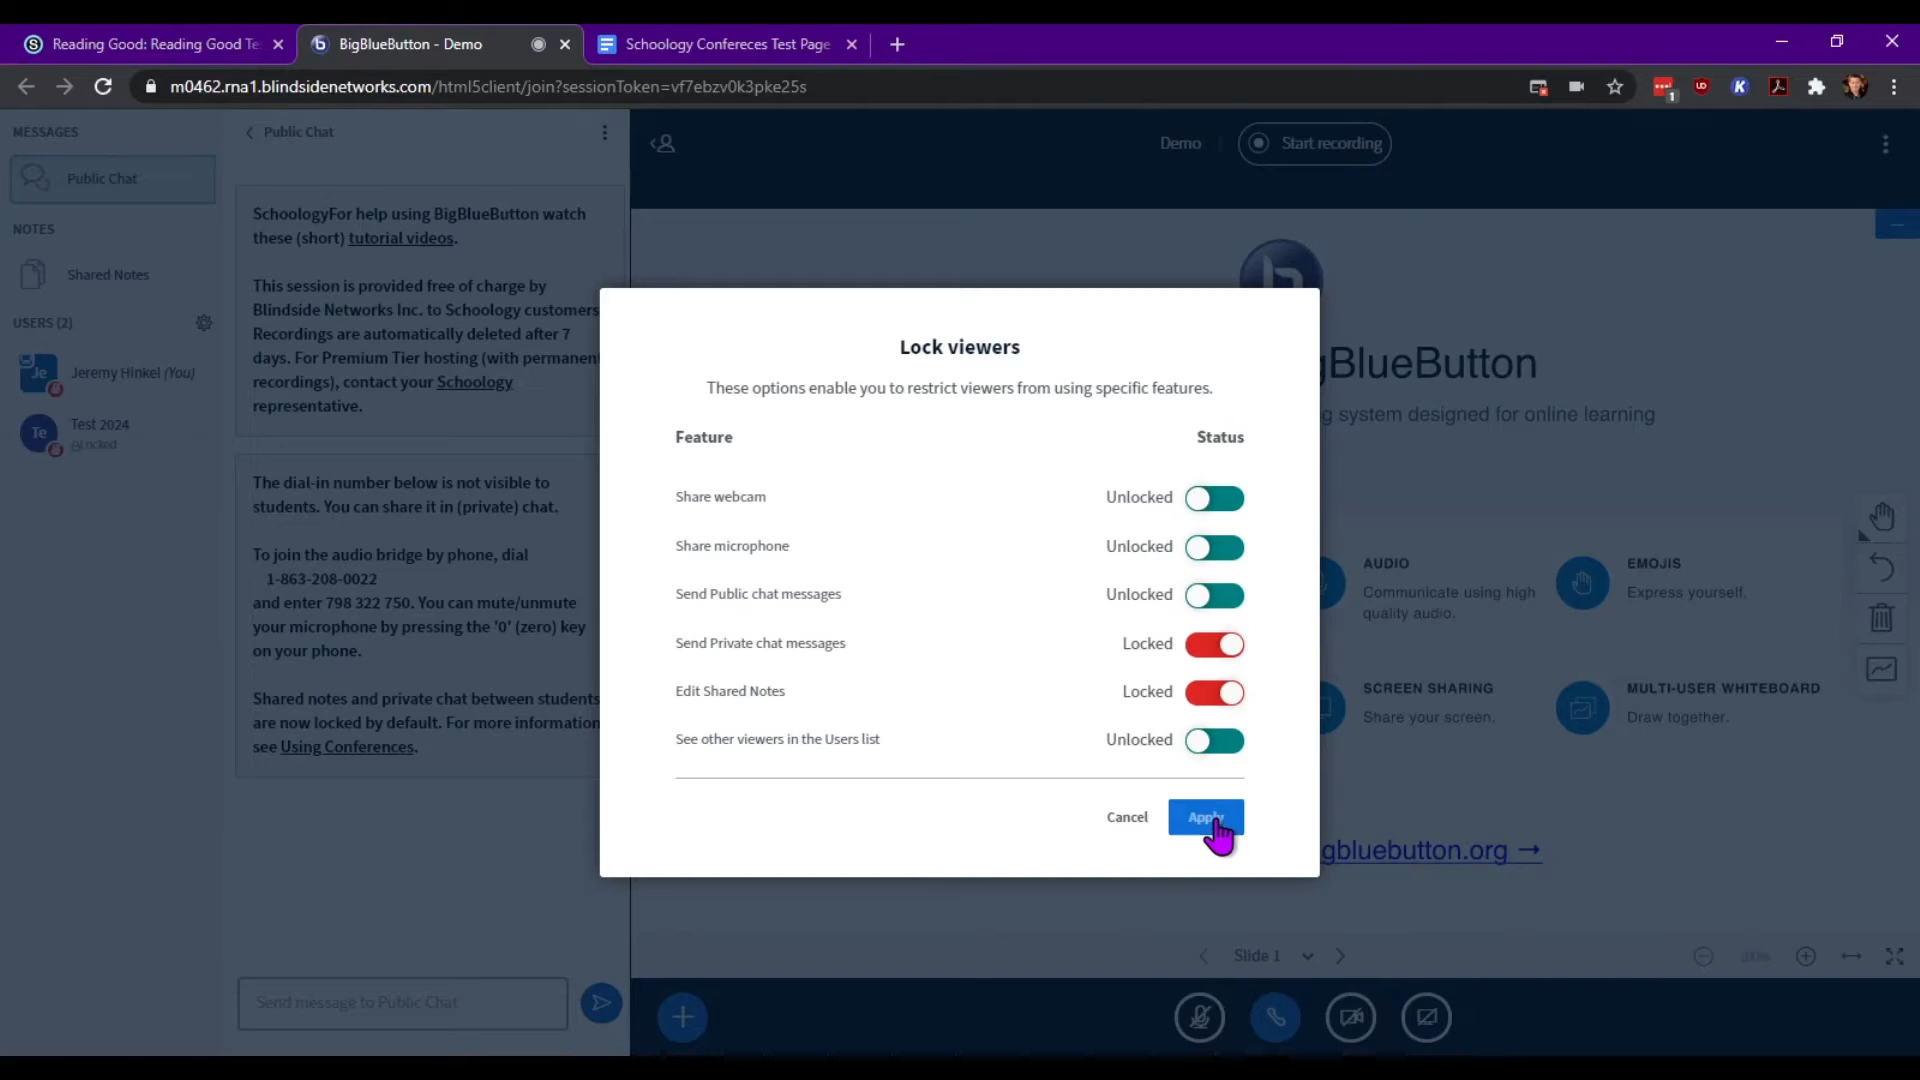 Reading Good: Reading Good Te
BigBlueButton - Demo
Schoology Confereces Test Page
m0462.rna1.blindsidenetworks.com/html5client/join?sessionToken=vf7ebzv0k3pke25s
1
MESSAGES
Public Chat
NOTES
Shared Notes
USERS (2)
Je
Jeremy Hinkel (You)
Te
Test 2024
Locked
Public Chat
SchoologyFor help using BigBlueButton watch
these (short) tutorial videos.
This session is provided free of charge by
Blindside Networks Inc. to Schoology customers
Recordings are automatically deleted after 7
days. For Premium Tier hosting (with permanent
recordings), contact your Schoology
representative.
The dial-in number below is not visible to
students. You can share it in (private) chat.
To join the audio bridge by phone, dial
1-863-208-0022
and enter 798 322 750. You can mute/unmute
your microphone by pressing the '0' (zero) key
on your phone.
Shared notes and private chat between students
are now locked by default. For more information
see Using Conferences.
Send message to Public Chat
Demo
Start recording
Lock viewers
These options enable you to restrict viewers from using specific features.
Feature Status
Share webcam Unlocked
Share microphone Unlocked
Send Public chat messages Unlocked
Send Private chat messages Locked
Edit Shared Notes Locked
See other viewers in the Users list Unlocked
Cancel Apply
gBlueButton
g system designed for online learning
AUDIO
Communicate using high
quality audio.
EMOJIS
Express yourself.
SCREEN SHARING
Share your screen.
MULTI-USER WHITEBOARD
Draw together.
gbluebutton.org →
Slide 1